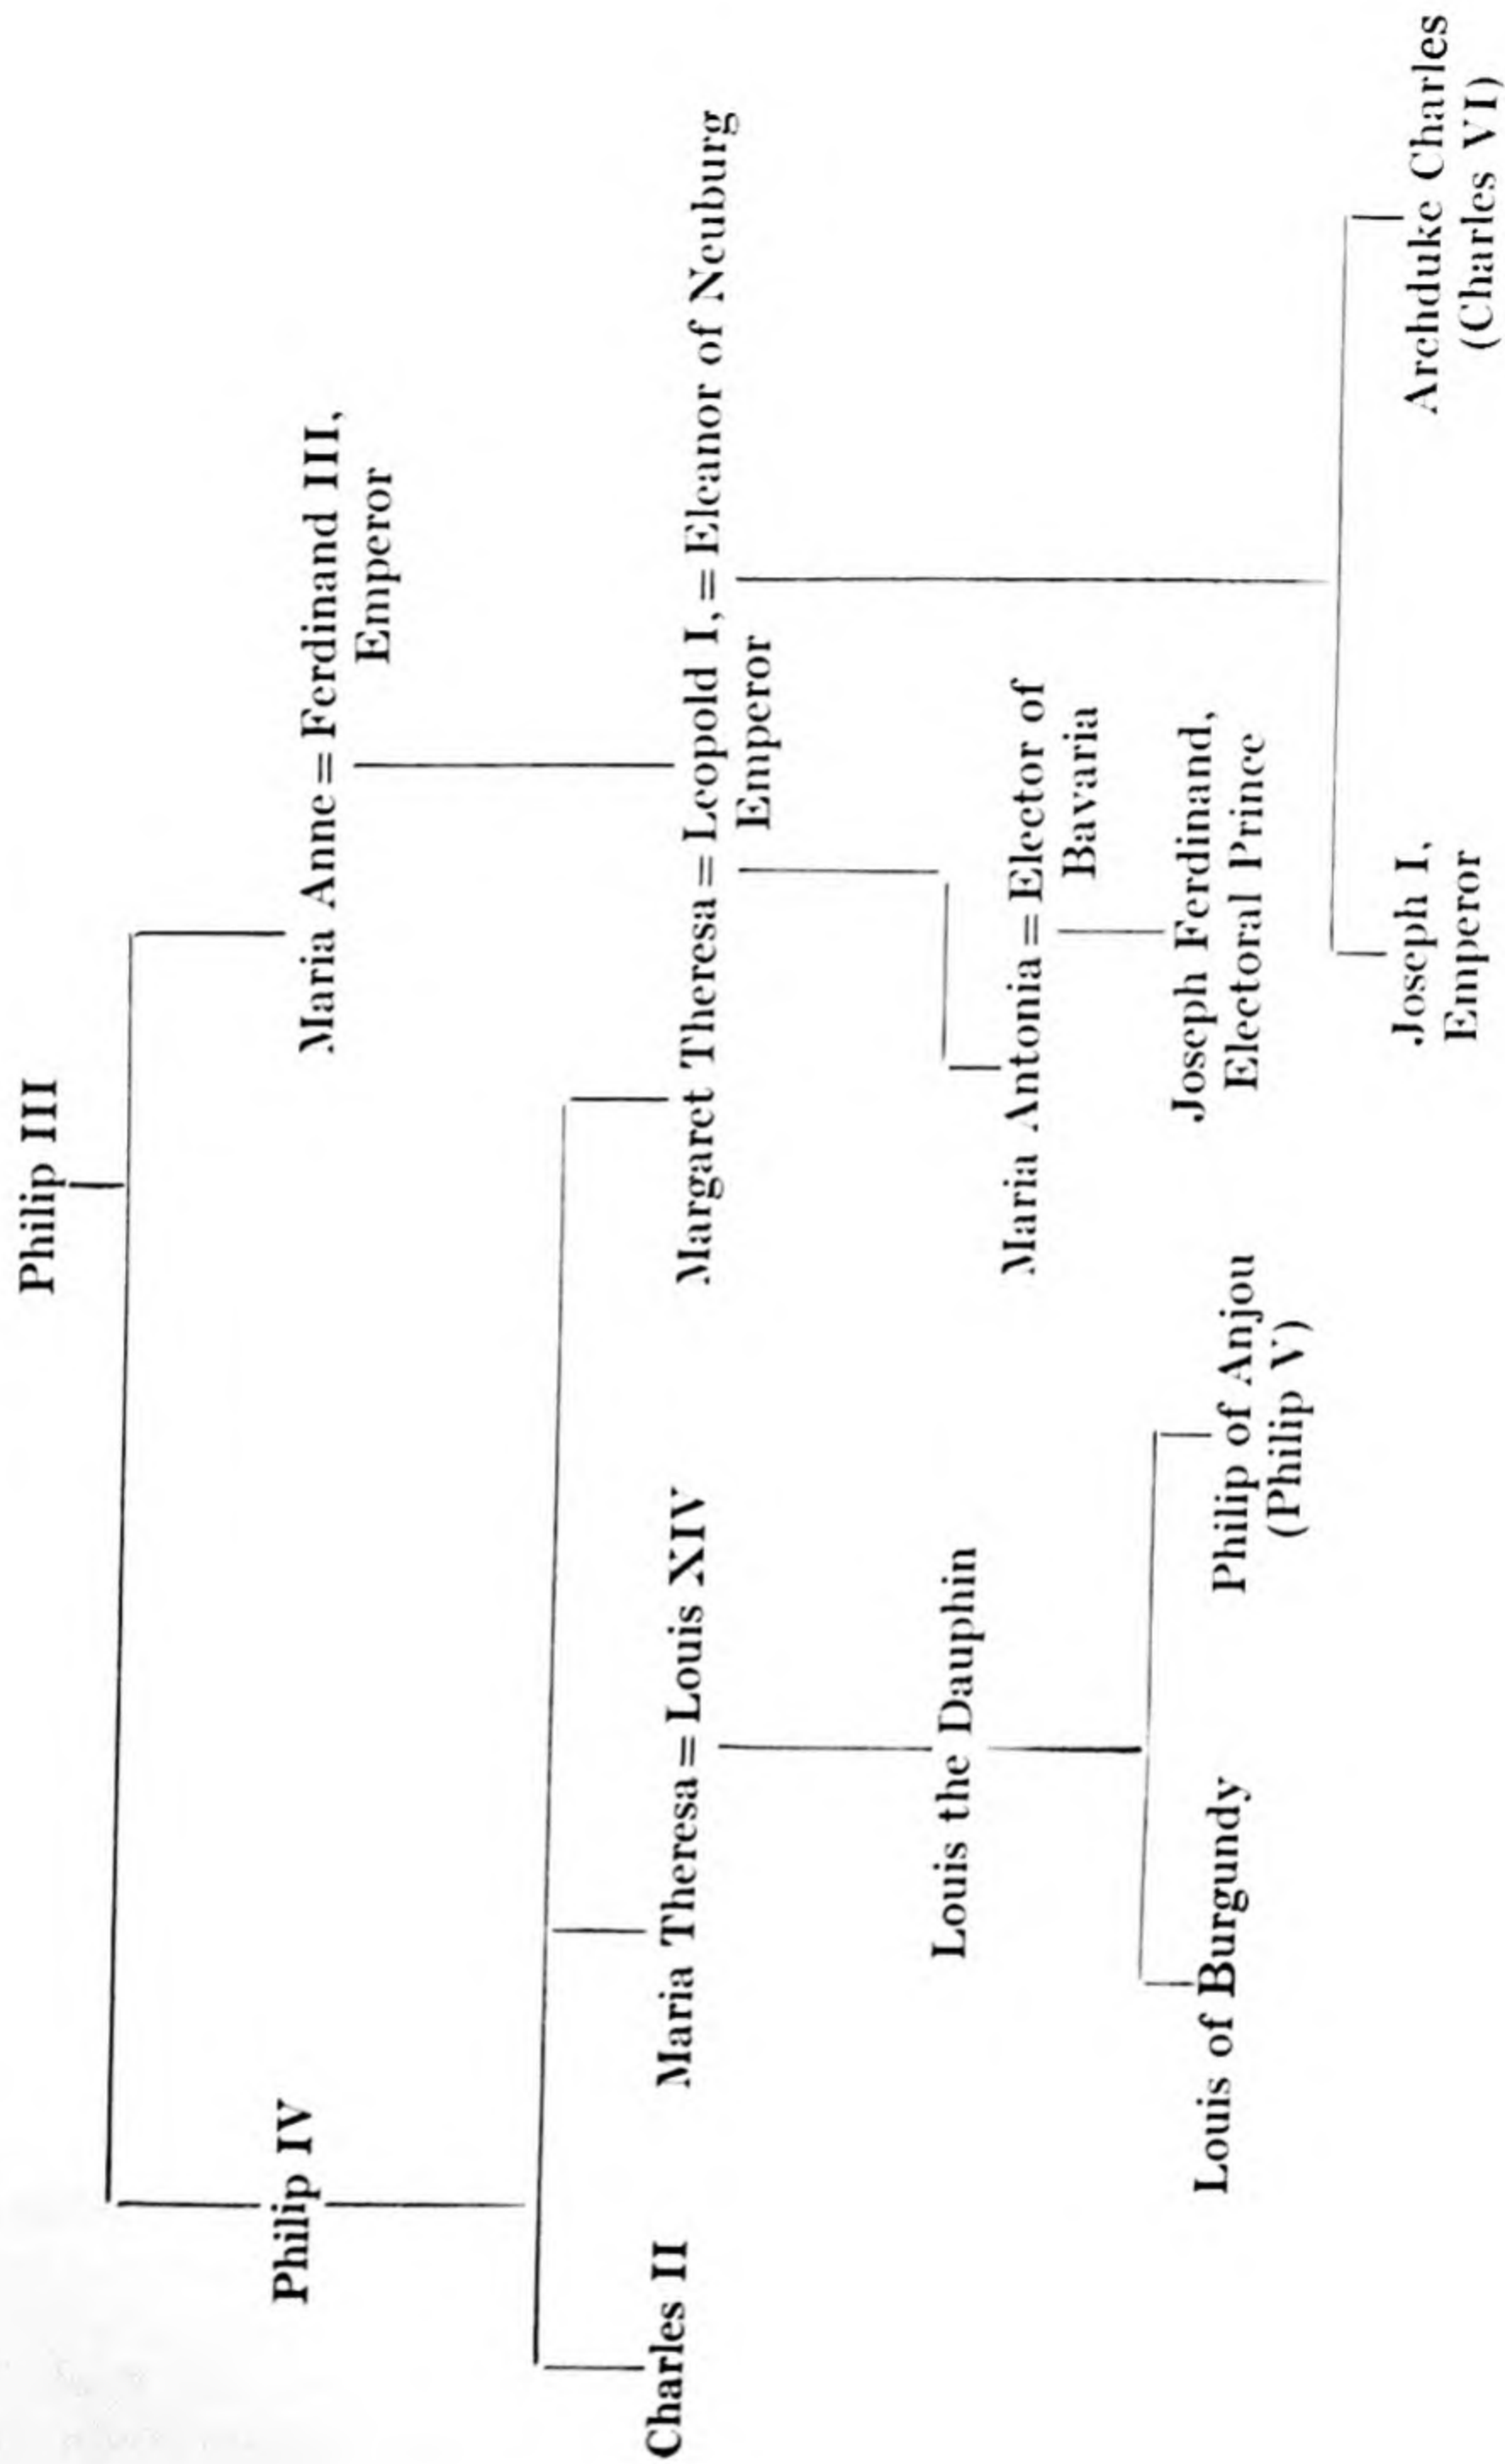 Philip III
Philip IV
Maria Anne = Ferdinand III,
Emperor
Charles II
Maria Theresa = Louis XIV
Margaret Theresa = Leopold I, = Eleanor of Neuburg
Emperor
Louis the Dauphin
Maria Antonia = Elector of
Bavaria
Louis of Burgundy
Philip of Anjou
(Philip V)
Joseph Ferdinand,
Electoral Prince
Joseph I,
Emperor
Archduke Charles
(Charles VI)